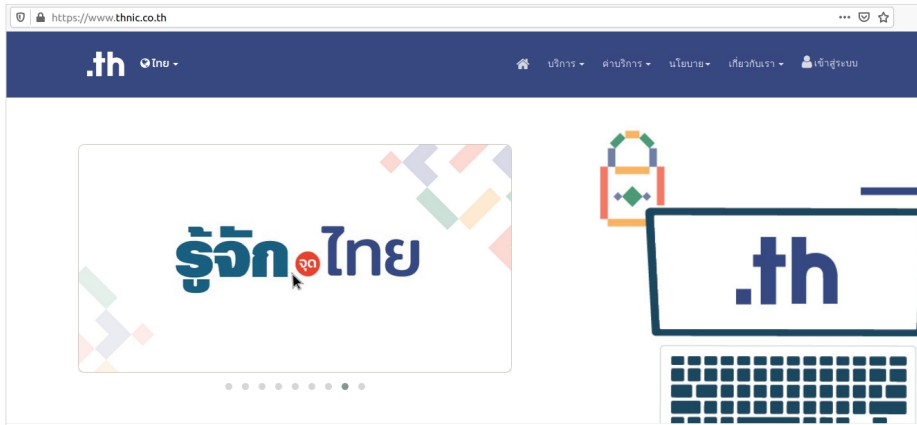 https://www.thnic.co.th
.th ไทย บริการ ค่าบริการ นโยบาย เกี่ยวกับเรา เข้าสู่ระบบ
รู้จัก จุด ไทย
.th